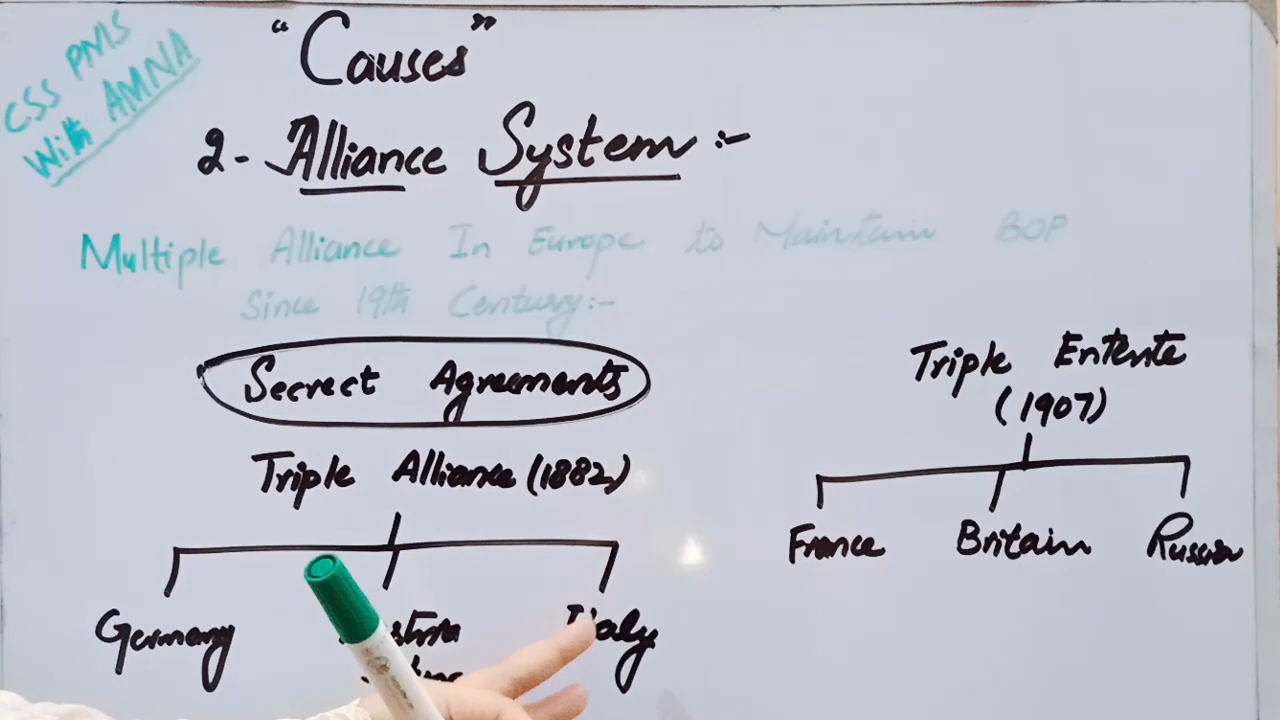 CSS PMS
With AMNA
"Causes"
2- Alliance System:-
Multiple Alliance In Europe to Maintain BOP
Since 19th Century:-
Secrect Agreements
Triple Alliance (1882)
Germany Italy
Triple Entente
(1907)
France Britain Russia